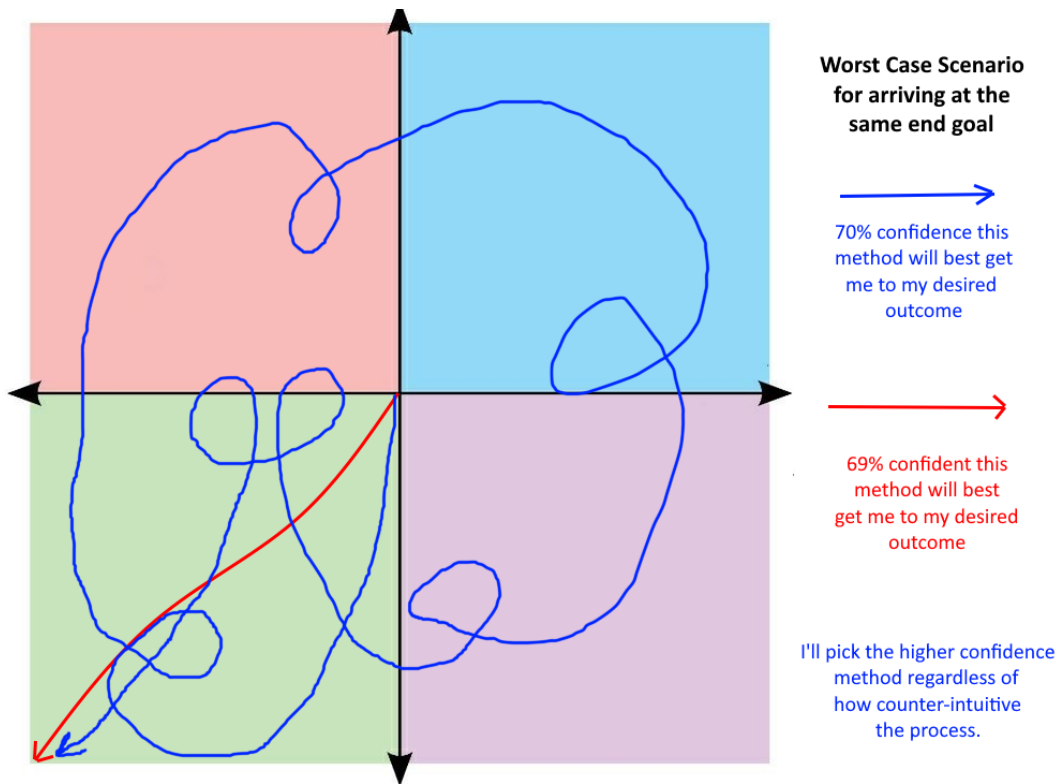 Worst Case Scenario
for arriving at the
same end goal
70% confidence this
method will best get
me to my desired
outcome
69% confident this
method will best
get me to my desired
outcome
I'll pick the higher confidence
method regardless of
how counter-intuitive
the process.